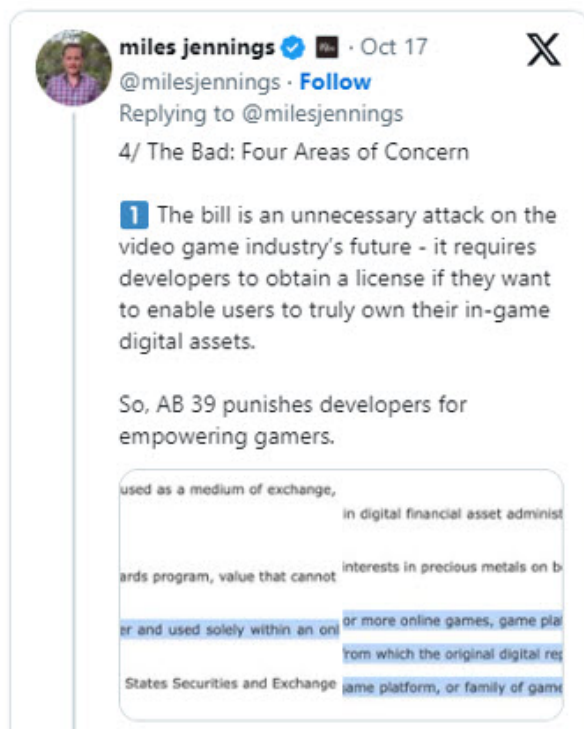 miles jennings · Oct 17
@milesjennings · Follow
Replying to @milesjennings
4/ The Bad: Four Areas of Concern
1 The bill is an unnecessary attack on the
video game industry's future - it requires
developers to obtain a license if they want
to enable users to truly own their in-game
digital assets.
So, AB 39 punishes developers for
empowering gamers.
used as a medium of exchange,
ards program, value that cannot
er and used solely within an onl
States Securities and Exchange
in digital financial asset administ
interests in precious metals on b
or more online games, game pla
from which the original digital rep
game platform, or family of game